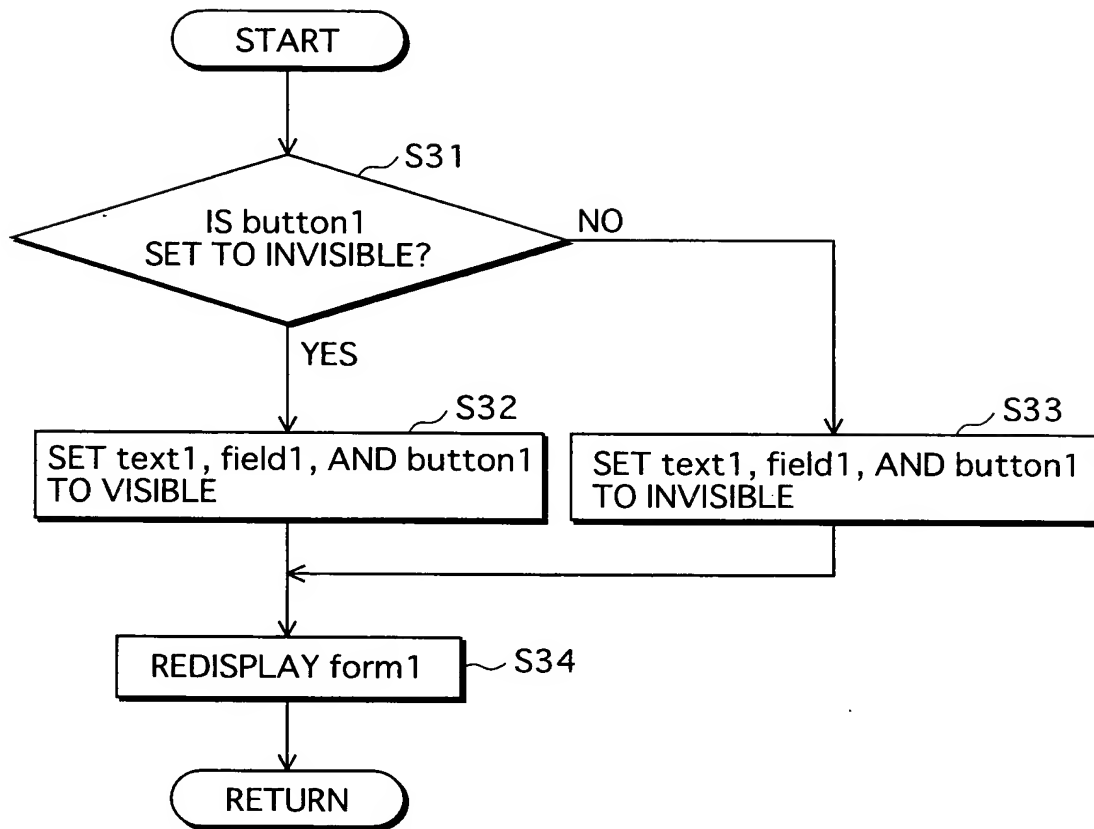 START
S31
IS button1
SET TO INVISIBLE?
NO
YES
S32
SET text1, field1, AND button1
TO VISIBLE
S33
SET text1, field1, AND button1
TO INVISIBLE
REDISPLAY form1
S34
RETURN